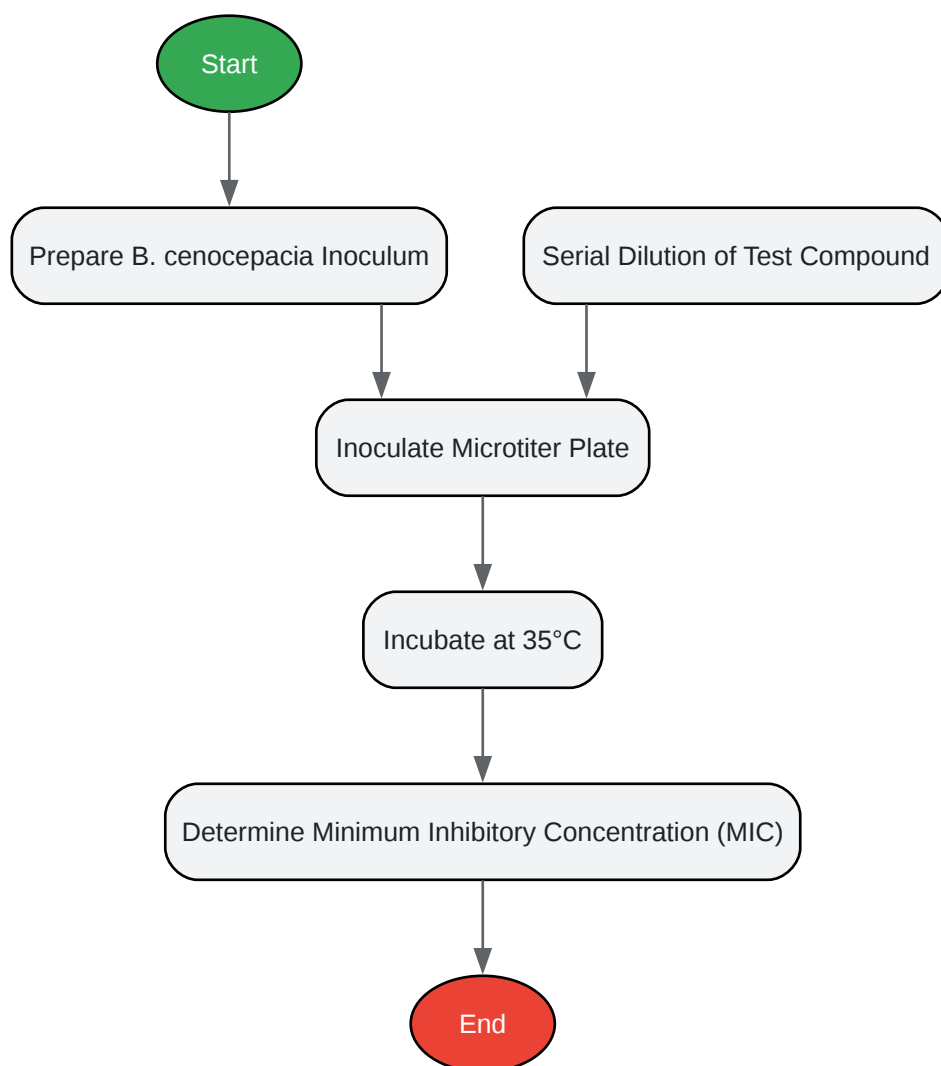 Start
Prepare B. cenocepacia Inoculum
Serial Dilution of Test Compound
Inoculate Microtiter Plate
Incubate at 35°C
Determine Minimum Inhibitory Concentration (MIC)
End